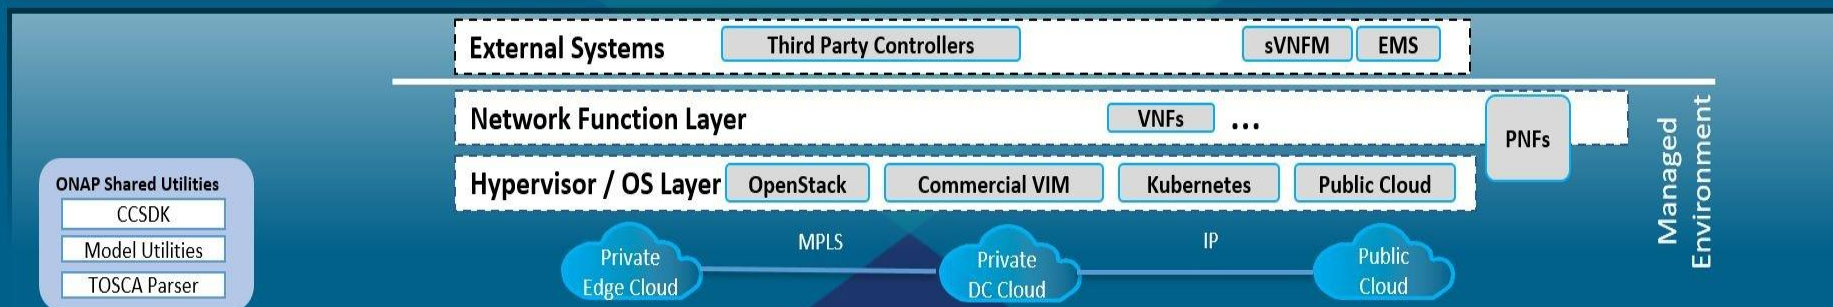 External Systems
Third Party Controllers
sVNFM
EMS
Network Function Layer
VNFs
...
PNFs
Hypervisor / OS Layer
OpenStack
Commercial VIM
Kubernetes
Public Cloud
Managed
Environment
ONAP Shared Utilities
CCSDK
Model Utilities
TOSCA Parser
Private
Edge Cloud
MPLS
Private
DC Cloud
IP
Public
Cloud